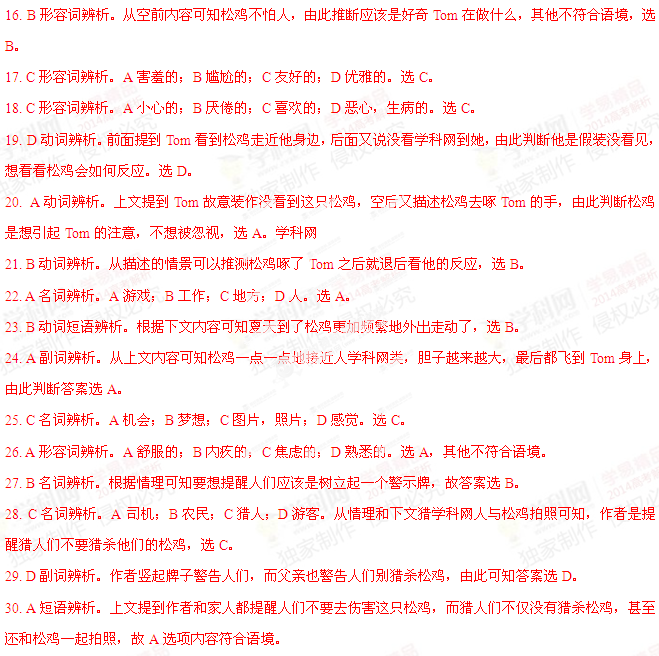 16. B 形容词辨析。从空前内容可知松鸡不怕人，由此推断应该是好奇 Tom 在做什么，其他不符合语境，选
B。
17. C 形容词辨析。A 害羞的；B 尴尬的；C 友好的；D 优雅的。选 C。
18. C 形容词辨析。A 小心的；B 厌倦的；C 喜欢的；D 恶心，生病的。选 C。
19. D 动词辨析。前面提到 Tom 看到松鸡走近他身边，后面又说没看学科网到她，由此判断他是假装没看见，
想看看松鸡会如何反应。选 D。
20. A 动词辨析。上文提到 Tom 故意装作没看到这只松鸡，空后又描述松鸡去啄 Tom 的手，由此判断松鸡
是想引起 Tom 的注意，不想被忽视，选 A。学科网
21. B 动词辨析。从描述的情景可以推测松鸡啄了 Tom 之后就退后看他的反应，选 B。
22. A 名词辨析。A 游戏；B 工作；C 地方；D 人。选 A。
23. B 动词短语辨析。根据下文内容可知夏天到了松鸡更加频繁地外出走动了，选 B。
24. A 副词辨析。从上文内容可知松鸡一点一点地接近人学科网类，胆子越来越大，最后都飞到 Tom 身上，
由此判断答案选 A。
25. C 名词辨析。A 机会；B 梦想；C 图片，照片；D 感觉。选 C。
26. A 形容词辨析。A 舒服的；B 内疚的；C 焦虑的；D 熟悉的。选 A，其他不符合语境。
27. B 名词辨析。根据情理可知要想提醒人们应该是树立起一个警示牌，故答案选 B。
28. C 名词辨析。A 司机；B 农民；C 猎人；D 游客。从情理和下文猎学科网人与松鸡拍照可知，作者是提
醒猎人们不要猎杀他们的松鸡，选 C。
29. D 副词辨析。作者竖起牌子警告人们，而父亲也警告人们别猎杀松鸡，由此可知答案选 D。
30. A 短语辨析。上文提到作者和家人都提醒人们不要去伤害这只松鸡，而猎人们不仅没有猎杀松鸡，甚至
还和松鸡一起拍照，故 A 选项内容符合语境。